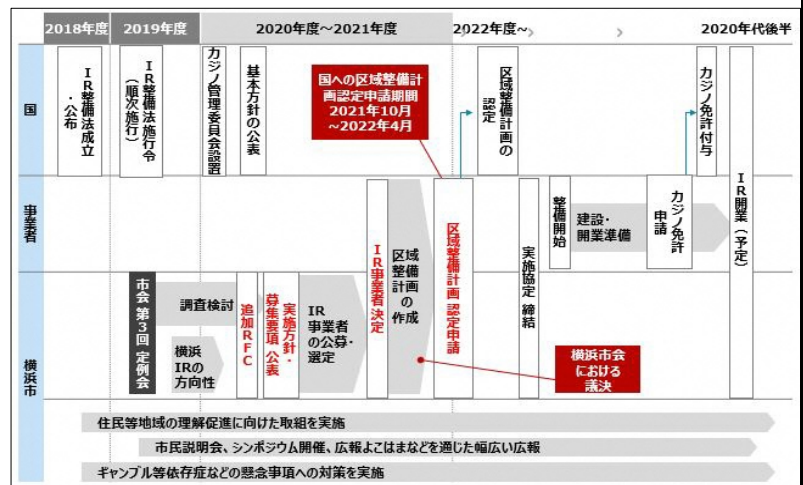 2018年度
2019年度
2020年度～2021年度
2022年度～
2020年代後半
国
IR整備法成立・公布
IR整備法施行令(順次施行)
カジノ管理委員会設置
基本方針の公表
国への区域整備計
画認定申請期間
2021年10月
～2022年4月
区域整備計画の認定
カジノ免許付与
事業者
IR事業者決定
区域
整備計画
の
作成
区域整備計画 認定申請
実施協定 締結
整備開始
建設・
開業準備
カジノ免許申請
IR開業(予定)
横浜市
市会 第3回 定例会
調査検討
横浜
IRの
方向性
追加RFC
実施方針・募集要項 公表
IR
事業者
の公募・
選定
横浜市会
における
議決
住民等地域の理解促進に向けた取組を実施
市民説明会、シンポジウム開催、広報よこはまなどを通じた幅広い広報
ギャンブル等依存症などの懸念事項への対策を実施